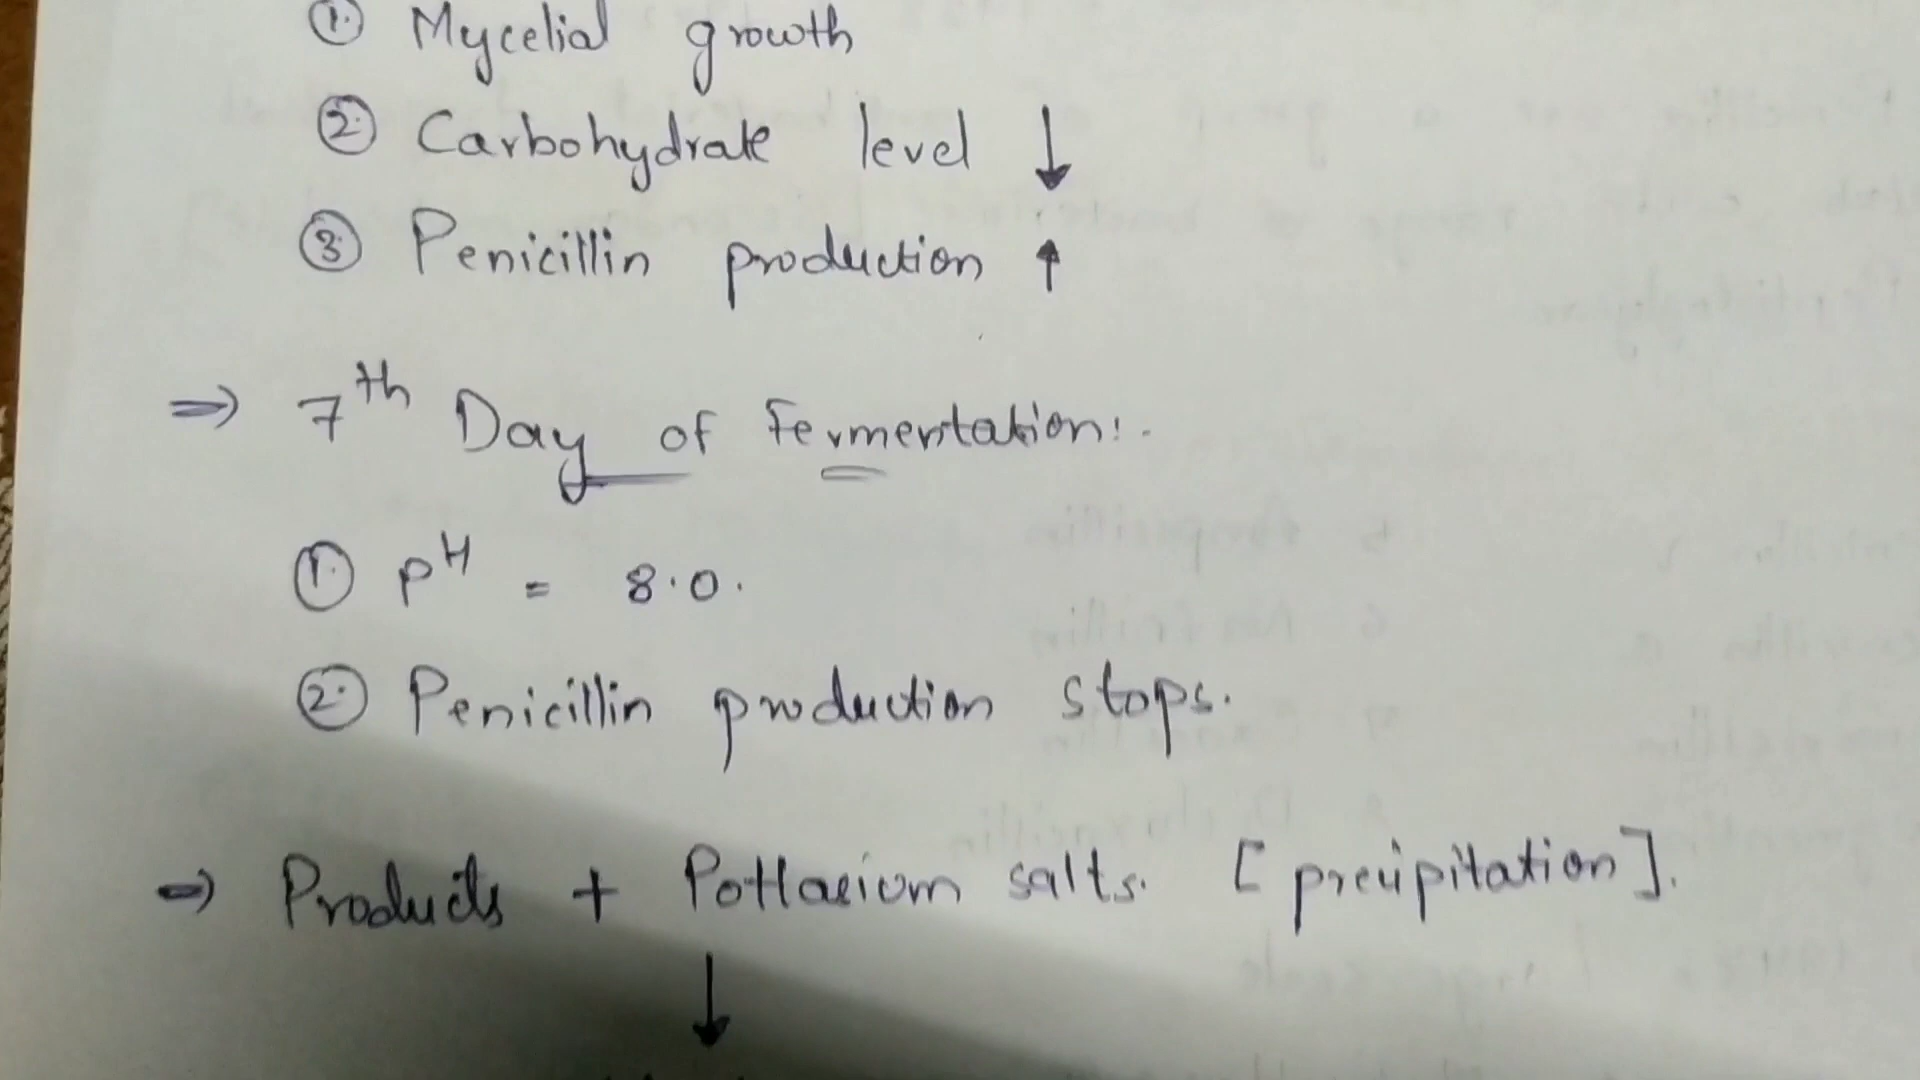 ① Mycelial growth
② Carbohydrate level ↓
③ Penicillin production ↑
⇒ 7th Day of Fermentation:-
① pH = 8.0.
② Penicillin production stops.
⇒ Products + Pottasium salts. [precipitation].
↓